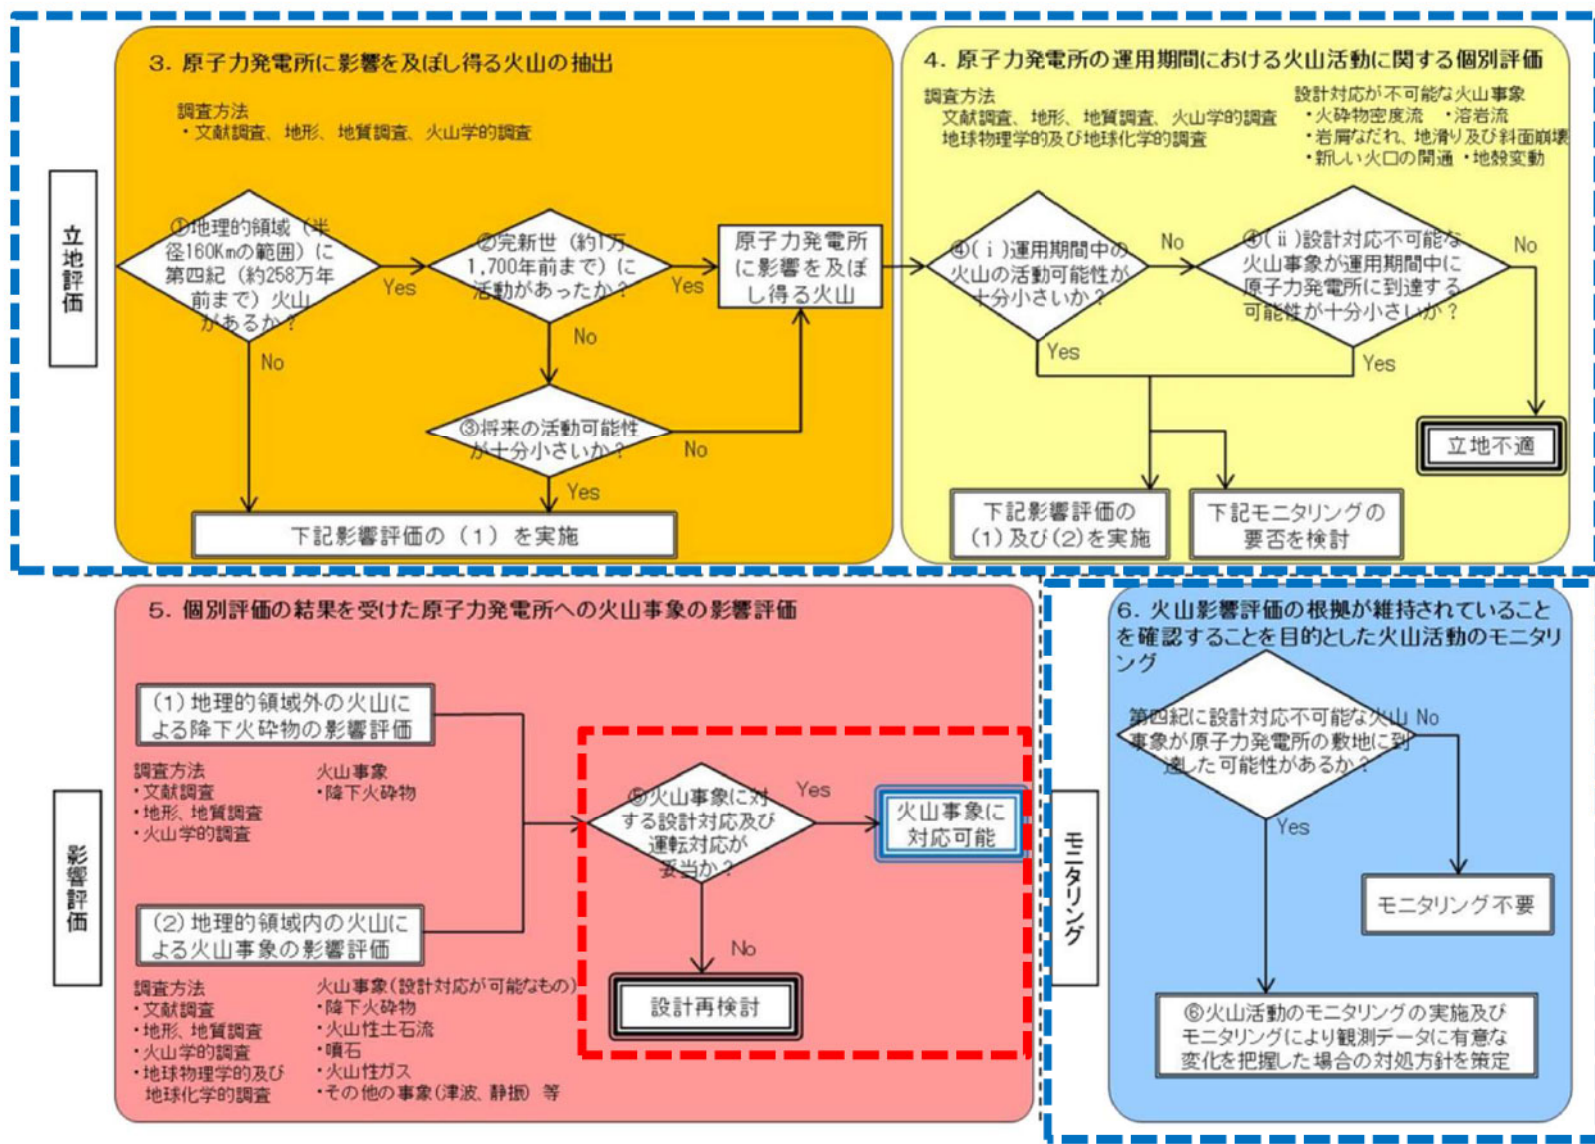 立地評価
3. 原子力発電所に影響を及ぼし得る火山の抽出
調査方法
・文献調査、地形、地質調査、火山学的調査
①地理的領域（半
径160Kmの範囲）に
第四紀（約258万年
前まで）火山
があるか？
Yes
No
②完新世（約1万
1,700年前まで）に
活動があったか？
Yes
No
原子力発電所
に影響を及ぼ
し得る火山
③将来の活動可能性
が十分小さいか？
No
Yes
下記影響評価の（1）を実施
4. 原子力発電所の運用期間における火山活動に関する個別評価
調査方法
文献調査、地形、地質調査、火山学的調査
地球物理学的及び地球化学的調査
設計対応が不可能な火山事象
・火砕物密度流　・溶岩流
・岩屑なだれ、地滑り及び斜面崩壊
・新しい火口の開通 ・地殻変動
④(ⅰ)運用期間中の
火山の活動可能性が
十分小さいか？
No
Yes
④(ⅱ)設計対応不可能な
火山事象が運用期間中に
原子力発電所に到達する
可能性が十分小さいか？
No
Yes
立地不適
下記影響評価の
(1)及び(2)を実施
下記モニタリングの
要否を検討
影響評価
5. 個別評価の結果を受けた原子力発電所への火山事象の影響評価
(1)地理的領域外の火山に
よる降下火砕物の影響評価
調査方法
・文献調査
・地形、地質調査
・火山学的調査
火山事象
・降下火砕物
(2)地理的領域内の火山に
よる火山事象の影響評価
調査方法
・文献調査
・地形、地質調査
・火山学的調査
・地球物理学的及び
地球化学的調査
火山事象(設計対応が可能なもの)
・降下火砕物
・火山性土石流
・噴石
・火山性ガス
・その他の事象(津波、静振) 等
⑤火山事象に対
する設計対応及び
運転対応が
妥当か？
Yes
No
火山事象に
対応可能
設計再検討
モニタリング
6. 火山影響評価の根拠が維持されていること
を確認することを目的とした火山活動のモニタリ
ング
第四紀に設計対応不可能な火山
事象が原子力発電所の敷地に到
達した可能性があるか？
No
Yes
モニタリング不要
⑥火山活動のモニタリングの実施及び
モニタリングにより観測データに有意な
変化を把握した場合の対処方針を策定